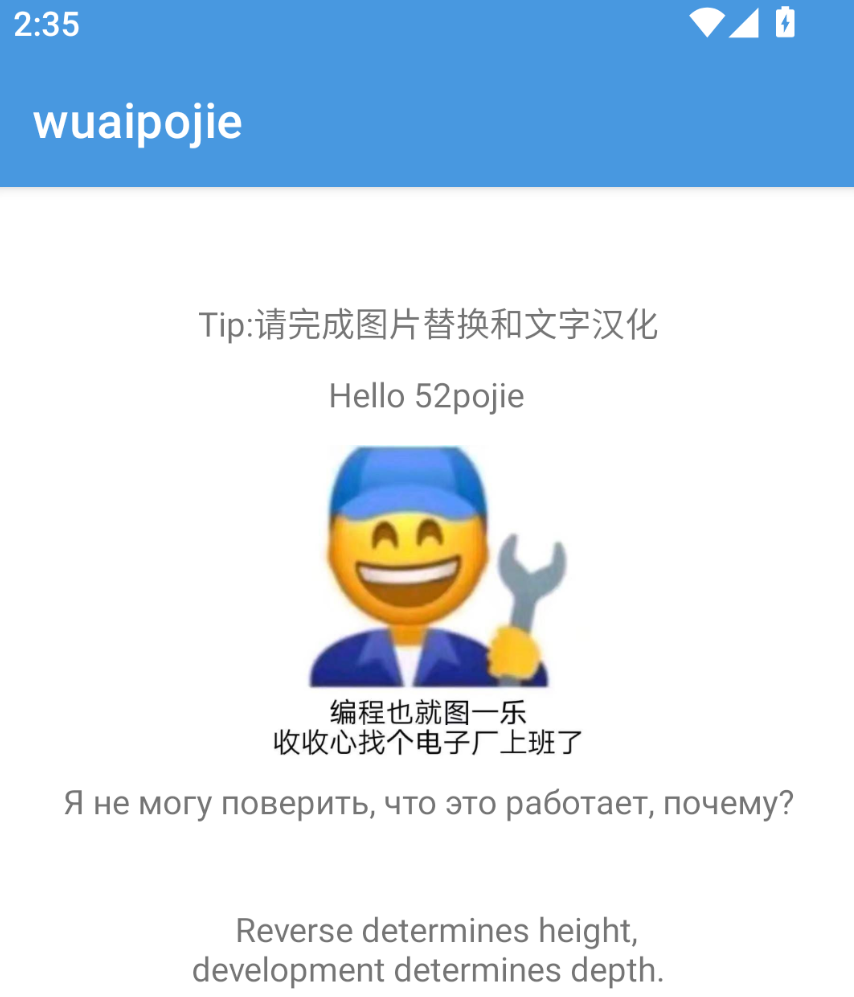 2:35
wuaipojie
Tip:请完成图片替换和文字汉化
Hello 52pojie
编程也就图一乐
收收心找个电子厂上班了
Я не могу поверить, что это работает, почему?
Reverse determines height,
development determines depth.